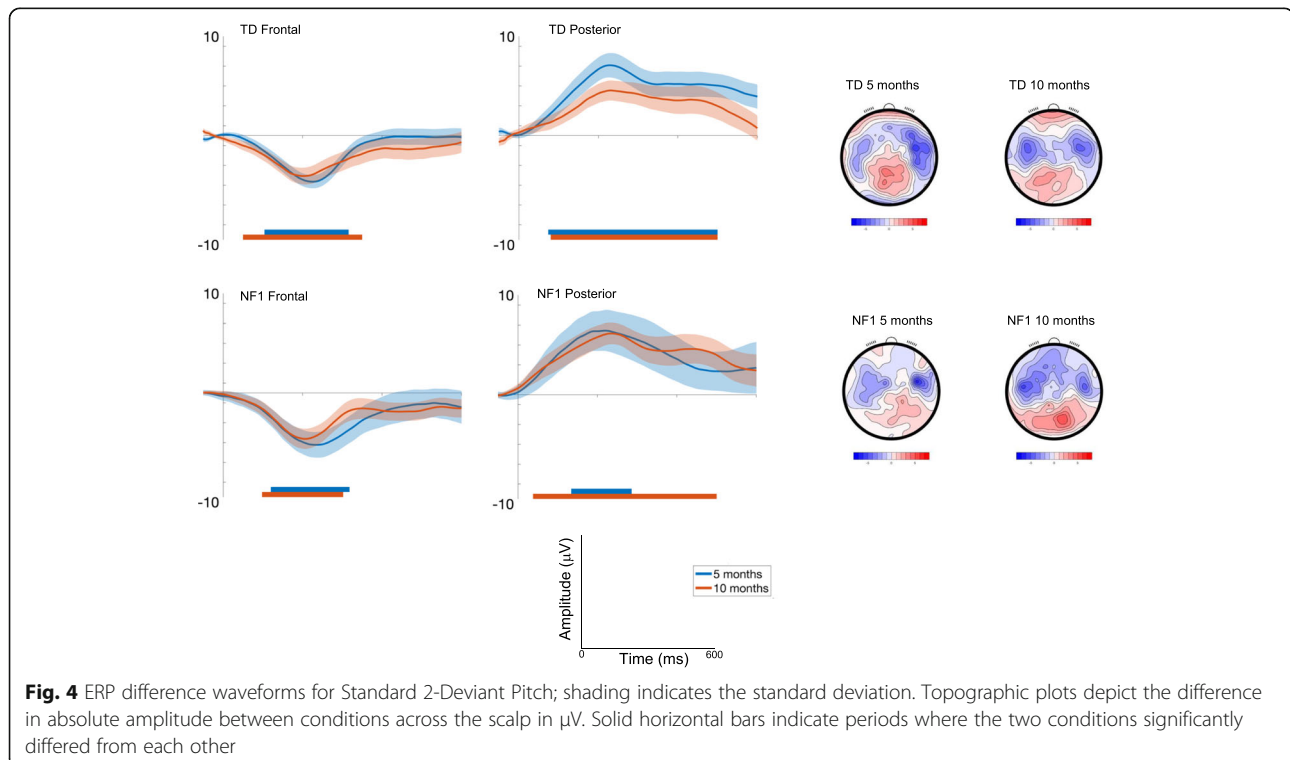 TD Frontal
10
-10
TD Posterior
10
-10
TD 5 months
TD 10 months
NF1 Frontal
10
-10
NF1 Posterior
10
-10
NF1 5 months
NF1 10 months
Amplitude (μV)
0
Time (ms)
600
5 months
10 months
Fig. 4 ERP difference waveforms for Standard 2-Deviant Pitch; shading indicates the standard deviation. Topographic plots depict the difference
in absolute amplitude between conditions across the scalp in μV. Solid horizontal bars indicate periods where the two conditions significantly
differed from each other